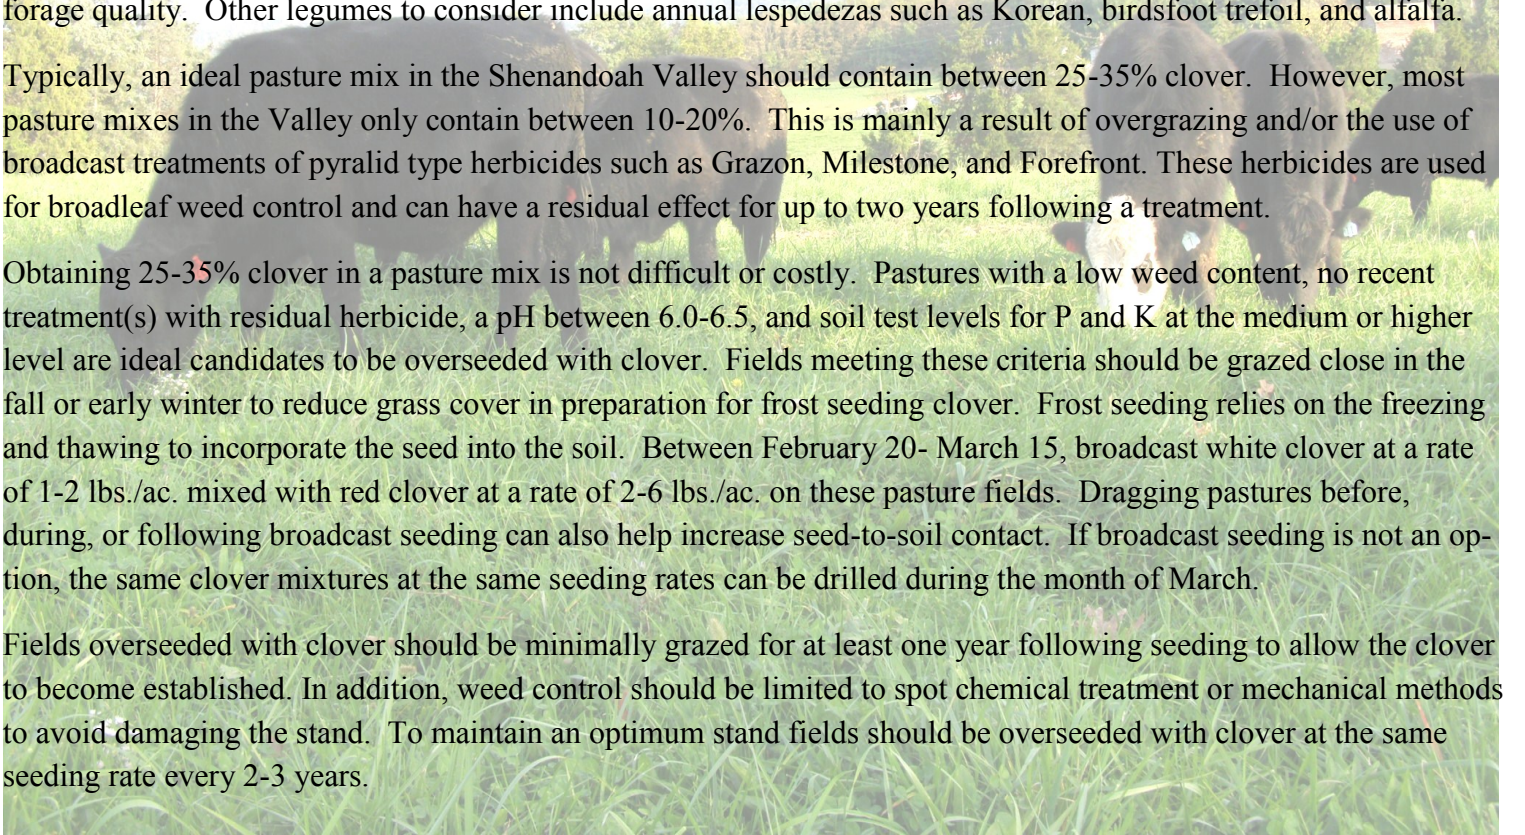 forage quality.  Other legumes to consider include annual lespedezas such as Korean, birdsfoot trefoil, and alfalfa.
Typically, an ideal pasture mix in the Shenandoah Valley should contain between 25-35% clover.  However, most
pasture mixes in the Valley only contain between 10-20%.  This is mainly a result of overgrazing and/or the use of
broadcast treatments of pyralid type herbicides such as Grazon, Milestone, and Forefront. These herbicides are used
for broadleaf weed control and can have a residual effect for up to two years following a treatment.
Obtaining 25-35% clover in a pasture mix is not difficult or costly.  Pastures with a low weed content, no recent
treatment(s) with residual herbicide, a pH between 6.0-6.5, and soil test levels for P and K at the medium or higher
level are ideal candidates to be overseeded with clover.  Fields meeting these criteria should be grazed close in the
fall or early winter to reduce grass cover in preparation for frost seeding clover.  Frost seeding relies on the freezing
and thawing to incorporate the seed into the soil.  Between February 20- March 15, broadcast white clover at a rate
of 1-2 lbs./ac. mixed with red clover at a rate of 2-6 lbs./ac. on these pasture fields.  Dragging pastures before,
during, or following broadcast seeding can also help increase seed-to-soil contact.  If broadcast seeding is not an op-
tion, the same clover mixtures at the same seeding rates can be drilled during the month of March.
Fields overseeded with clover should be minimally grazed for at least one year following seeding to allow the clover
to become established. In addition, weed control should be limited to spot chemical treatment or mechanical methods
to avoid damaging the stand.  To maintain an optimum stand fields should be overseeded with clover at the same
seeding rate every 2-3 years.